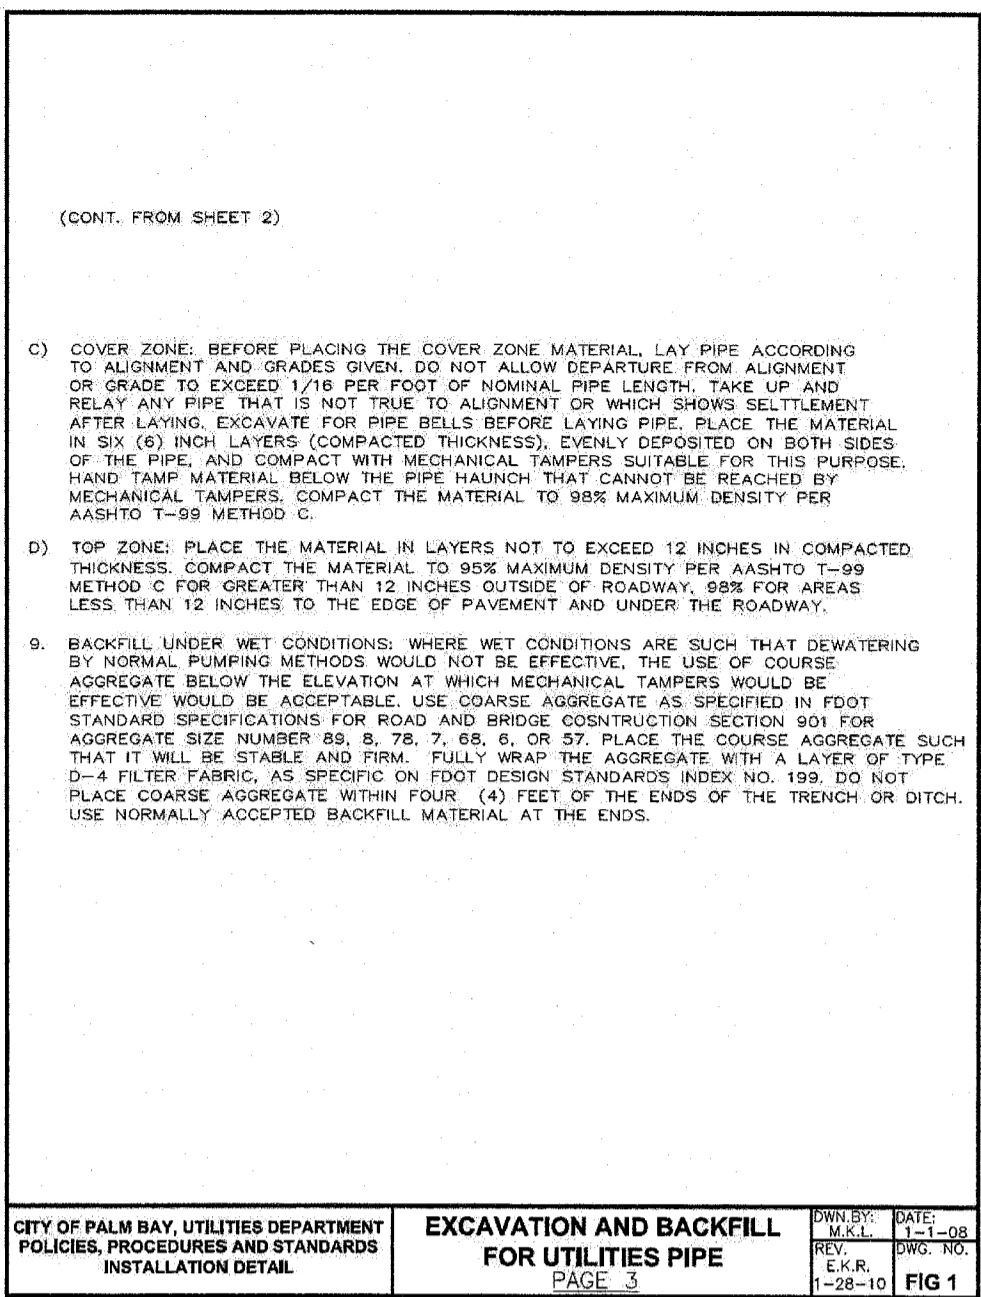 (CONT. FROM SHEET 2)
C) COVER ZONE: BEFORE PLACING THE COVER ZONE MATERIAL, LAY PIPE ACCORDING
TO ALIGNMENT AND GRADES GIVEN. DO NOT ALLOW DEPARTURE FROM ALIGNMENT
OR GRADE TO EXCEED 1/16 PER FOOT OF NOMINAL PIPE LENGTH. TAKE UP AND
RELAY ANY PIPE THAT IS NOT TRUE TO ALIGNMENT OR WHICH SHOWS SELTTLEMENT
AFTER LAYING. EXCAVATE FOR PIPE BELLS BEFORE LAYING PIPE. PLACE THE MATERIAL
IN SIX (6) INCH LAYERS (COMPACTED THICKNESS), EVENLY DEPOSITED ON BOTH SIDES
OF THE PIPE, AND COMPACT WITH MECHANICAL TAMPERS SUITABLE FOR THIS PURPOSE.
HAND TAMP MATERIAL BELOW THE PIPE HAUNCH THAT CANNOT BE REACHED BY
MECHANICAL TAMPERS. COMPACT THE MATERIAL TO 98% MAXIMUM DENSITY PER
AASHTO T-99 METHOD C.
D) TOP ZONE: PLACE THE MATERIAL IN LAYERS NOT TO EXCEED 12 INCHES IN COMPACTED
THICKNESS. COMPACT THE MATERIAL TO 95% MAXIMUM DENSITY PER AASHTO T-99
METHOD C FOR GREATER THAN 12 INCHES OUTSIDE OF ROADWAY, 98% FOR AREAS
LESS THAN 12 INCHES TO THE EDGE OF PAVEMENT AND UNDER THE ROADWAY.
9. BACKFILL UNDER WET CONDITIONS: WHERE WET CONDITIONS ARE SUCH THAT DEWATERING
BY NORMAL PUMPING METHODS WOULD NOT BE EFFECTIVE, THE USE OF COURSE
AGGREGATE BELOW THE ELEVATION AT WHICH MECHANICAL TAMPERS WOULD BE
EFFECTIVE WOULD BE ACCEPTABLE. USE COARSE AGGREGATE AS SPECIFIED IN FDOT
STANDARD SPECIFICATIONS FOR ROAD AND BRIDGE COSNTRUCTION SECTION 901 FOR
AGGREGATE SIZE NUMBER 89, 8, 78, 7, 68, 6, OR 57. PLACE THE COURSE AGGREGATE SUCH
THAT IT WILL BE STABLE AND FIRM. FULLY WRAP THE AGGREGATE WITH A LAYER OF TYPE
D-4 FILTER FABRIC, AS SPECIFIC ON FDOT DESIGN STANDARDS INDEX NO. 199. DO NOT
PLACE COARSE AGGREGATE WITHIN FOUR (4) FEET OF THE ENDS OF THE TRENCH OR DITCH.
USE NORMALLY ACCEPTED BACKFILL MATERIAL AT THE ENDS.
CITY OF PALM BAY, UTILITIES DEPARTMENT
POLICIES, PROCEDURES AND STANDARDS
INSTALLATION DETAIL
EXCAVATION AND BACKFILL
FOR UTILITIES PIPE
PAGE 3
DWN.BY:
M.K.L.
DATE:
1-1-08
REV.
E.K.R.
1-28-10
DWG. NO.
FIG 1